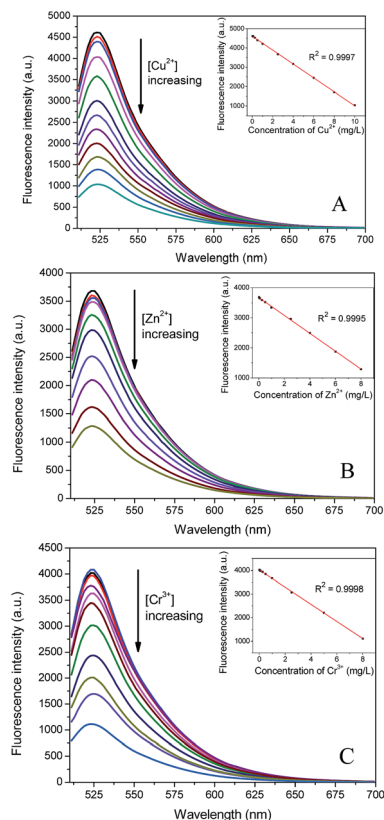 5000
4500
4000
3500
3000
2500
2000
1500
1000
500
0
Fluorescence intensity (a.u.)
[Cu²⁺]
increasing
5000
4000
3000
2000
1000
Fluorescence intensity (a.u.)
R² = 0.9997
0 2 4 6 8 10
Concentration of Cu²⁺ (mg/L)
A
525 550 575 600 625 650 675 700
Wavelength (nm)
4000
3500
3000
2500
2000
1500
1000
500
0
Fluorescence intensity (a.u.)
[Zn²⁺]
increasing
4000
3000
2000
1000
Fluorescence intensity (a.u.)
R² = 0.9995
0 2 4 6 8
Concentration of Zn²⁺ (mg/L)
B
525 550 575 600 625 650 675 700
Wavelength (nm)
4500
4000
3500
3000
2500
2000
1500
1000
500
0
Fluorescence intensity (a.u.)
[Cr³⁺]
increasing
4000
3000
2000
1000
Fluorescence intensity (a.u.)
R² = 0.9998
0 2 4 6 8
Concentration of Cr³⁺ (mg/L)
C
525 550 575 600 625 650 675 700
Wavelength (nm)